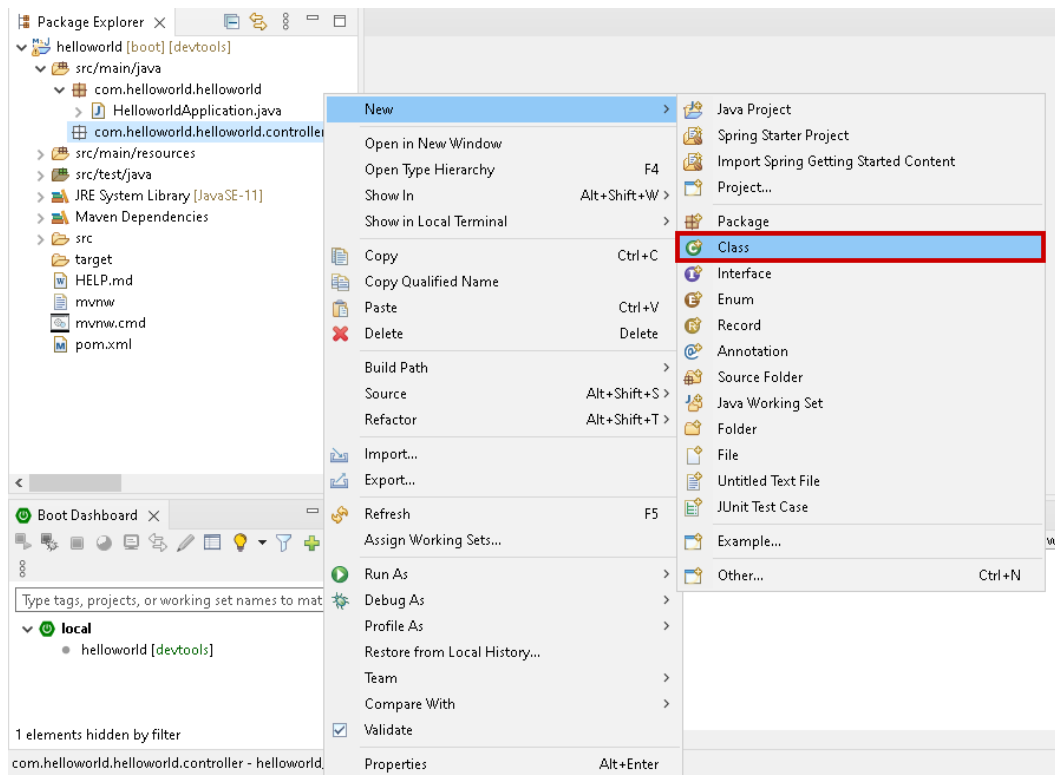 Package Explorer
helloworld [boot] [devtools]
src/main/java
com.helloworld.helloworld
HelloworldApplication.java
com.helloworld.helloworld.controller
src/main/resources
src/test/java
JRE System Library [JavaSE-11]
Maven Dependencies
src
target
HELP.md
mvnw
mvnw.cmd
pom.xml
Boot Dashboard
Type tags, projects, or working set names to mat
local
helloworld [devtools]
1 elements hidden by filter
com.helloworld.helloworld.controller - helloworld
New
Open in New Window
Open Type Hierarchy F4
Show In Alt+Shift+W
Show in Local Terminal
Copy Ctrl+C
Copy Qualified Name
Paste Ctrl+V
Delete Delete
Build Path
Source Alt+Shift+S
Refactor Alt+Shift+T
Import...
Export...
Refresh F5
Assign Working Sets...
Run As
Debug As
Profile As
Restore from Local History...
Team
Compare With
Validate
Properties Alt+Enter
Java Project
Spring Starter Project
Import Spring Getting Started Content
Project...
Package
Class
Interface
Enum
Record
Annotation
Source Folder
Java Working Set
Folder
File
Untitled Text File
JUnit Test Case
Example...
Other... Ctrl+N